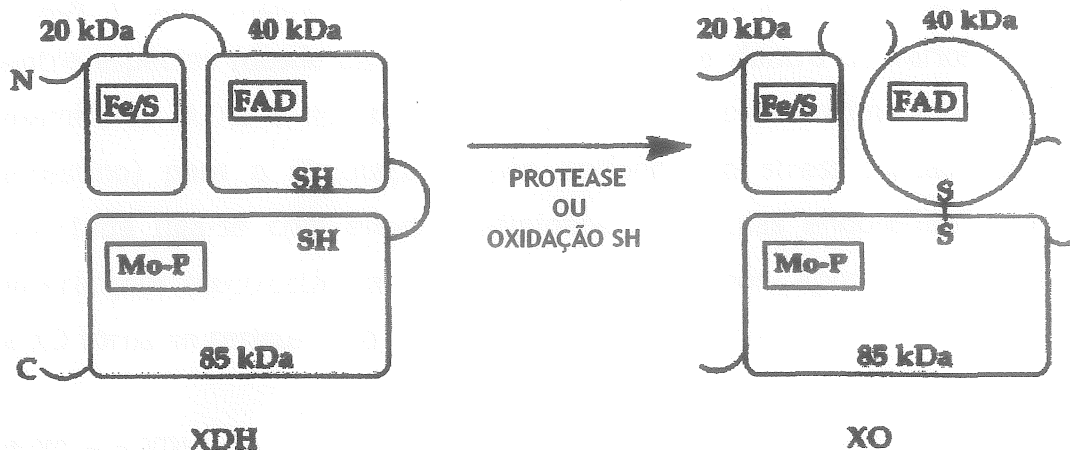 20 kDa
40 kDa
N
Fe/S
FAD
SH
SH
Mo-P
C
85 kDa
XDH
PROTEASE
OU
OXIDAÇÃO SH
20 kDa
40 kDa
Fe/S
FAD
S
S
Mo-P
85 kDa
XO